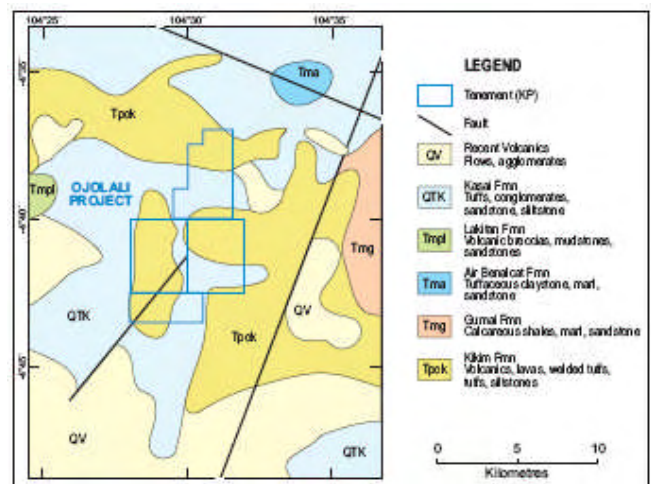 104°25 104°30 104°35
-4°35
-4°40
-4°45
Tma
Tpok
Tmpl
OJOLALI
PROJECT
Tmg
QV
QTK
Tpok
QV
QTK
LEGEND
Tenement (KP)
Fault
QV Recent Volcanics
Flows, agglomerates
QTK Kasai Fmn
Tuffs, conglomerates,
sandstone, siltstone
Tmpl Lakitan Fmn
Volcanic breccias, mudstones,
sandstones
Tma Air Benalcat Fmn
Tuffaceous claystone, marl,
sandstone
Tmg Gumai Fmn
Calcareous shales, marl, sandstone
Tpok Kikim Fmn
Volcanics, lavas, welded tuffs,
tuffs, siltstones
0 5 10
Kilometres